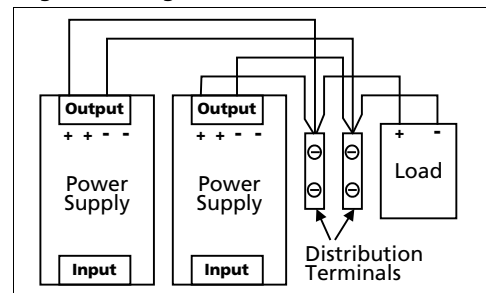 Output
+ + - -
Power
Supply
Input
Output
+ + - -
Power
Supply
Input
+ -
Load
Distribution
Terminals